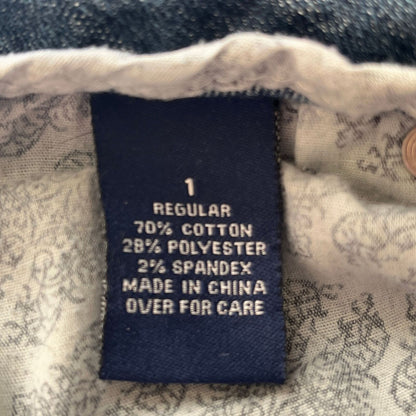 1
REGULAR
70% COTTON
28% POLYESTER
2% SPANDEX
MADE IN CHINA
OVER FOR CARE